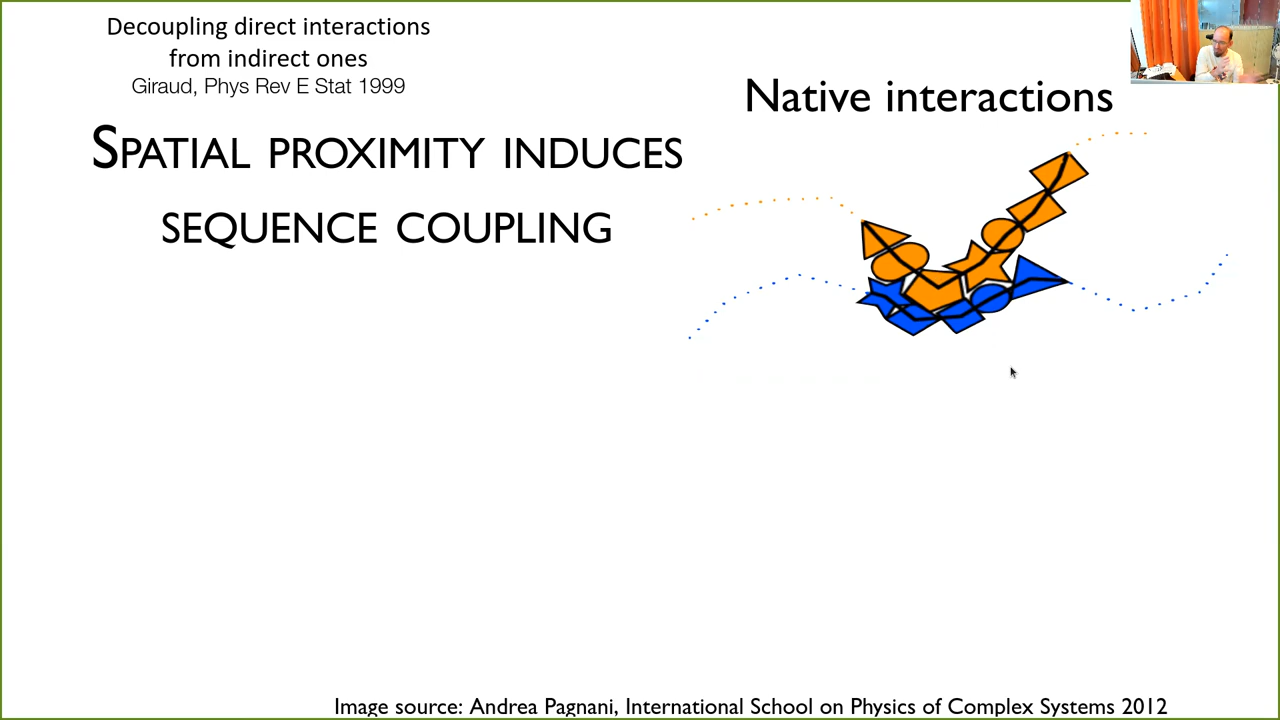 Decoupling direct interactions
from indirect ones
Giraud, Phys Rev E Stat 1999
Native interactions
SPATIAL PROXIMITY INDUCES
SEQUENCE COUPLING
Image source: Andrea Pagnani, International School on Physics of Complex Systems 2012